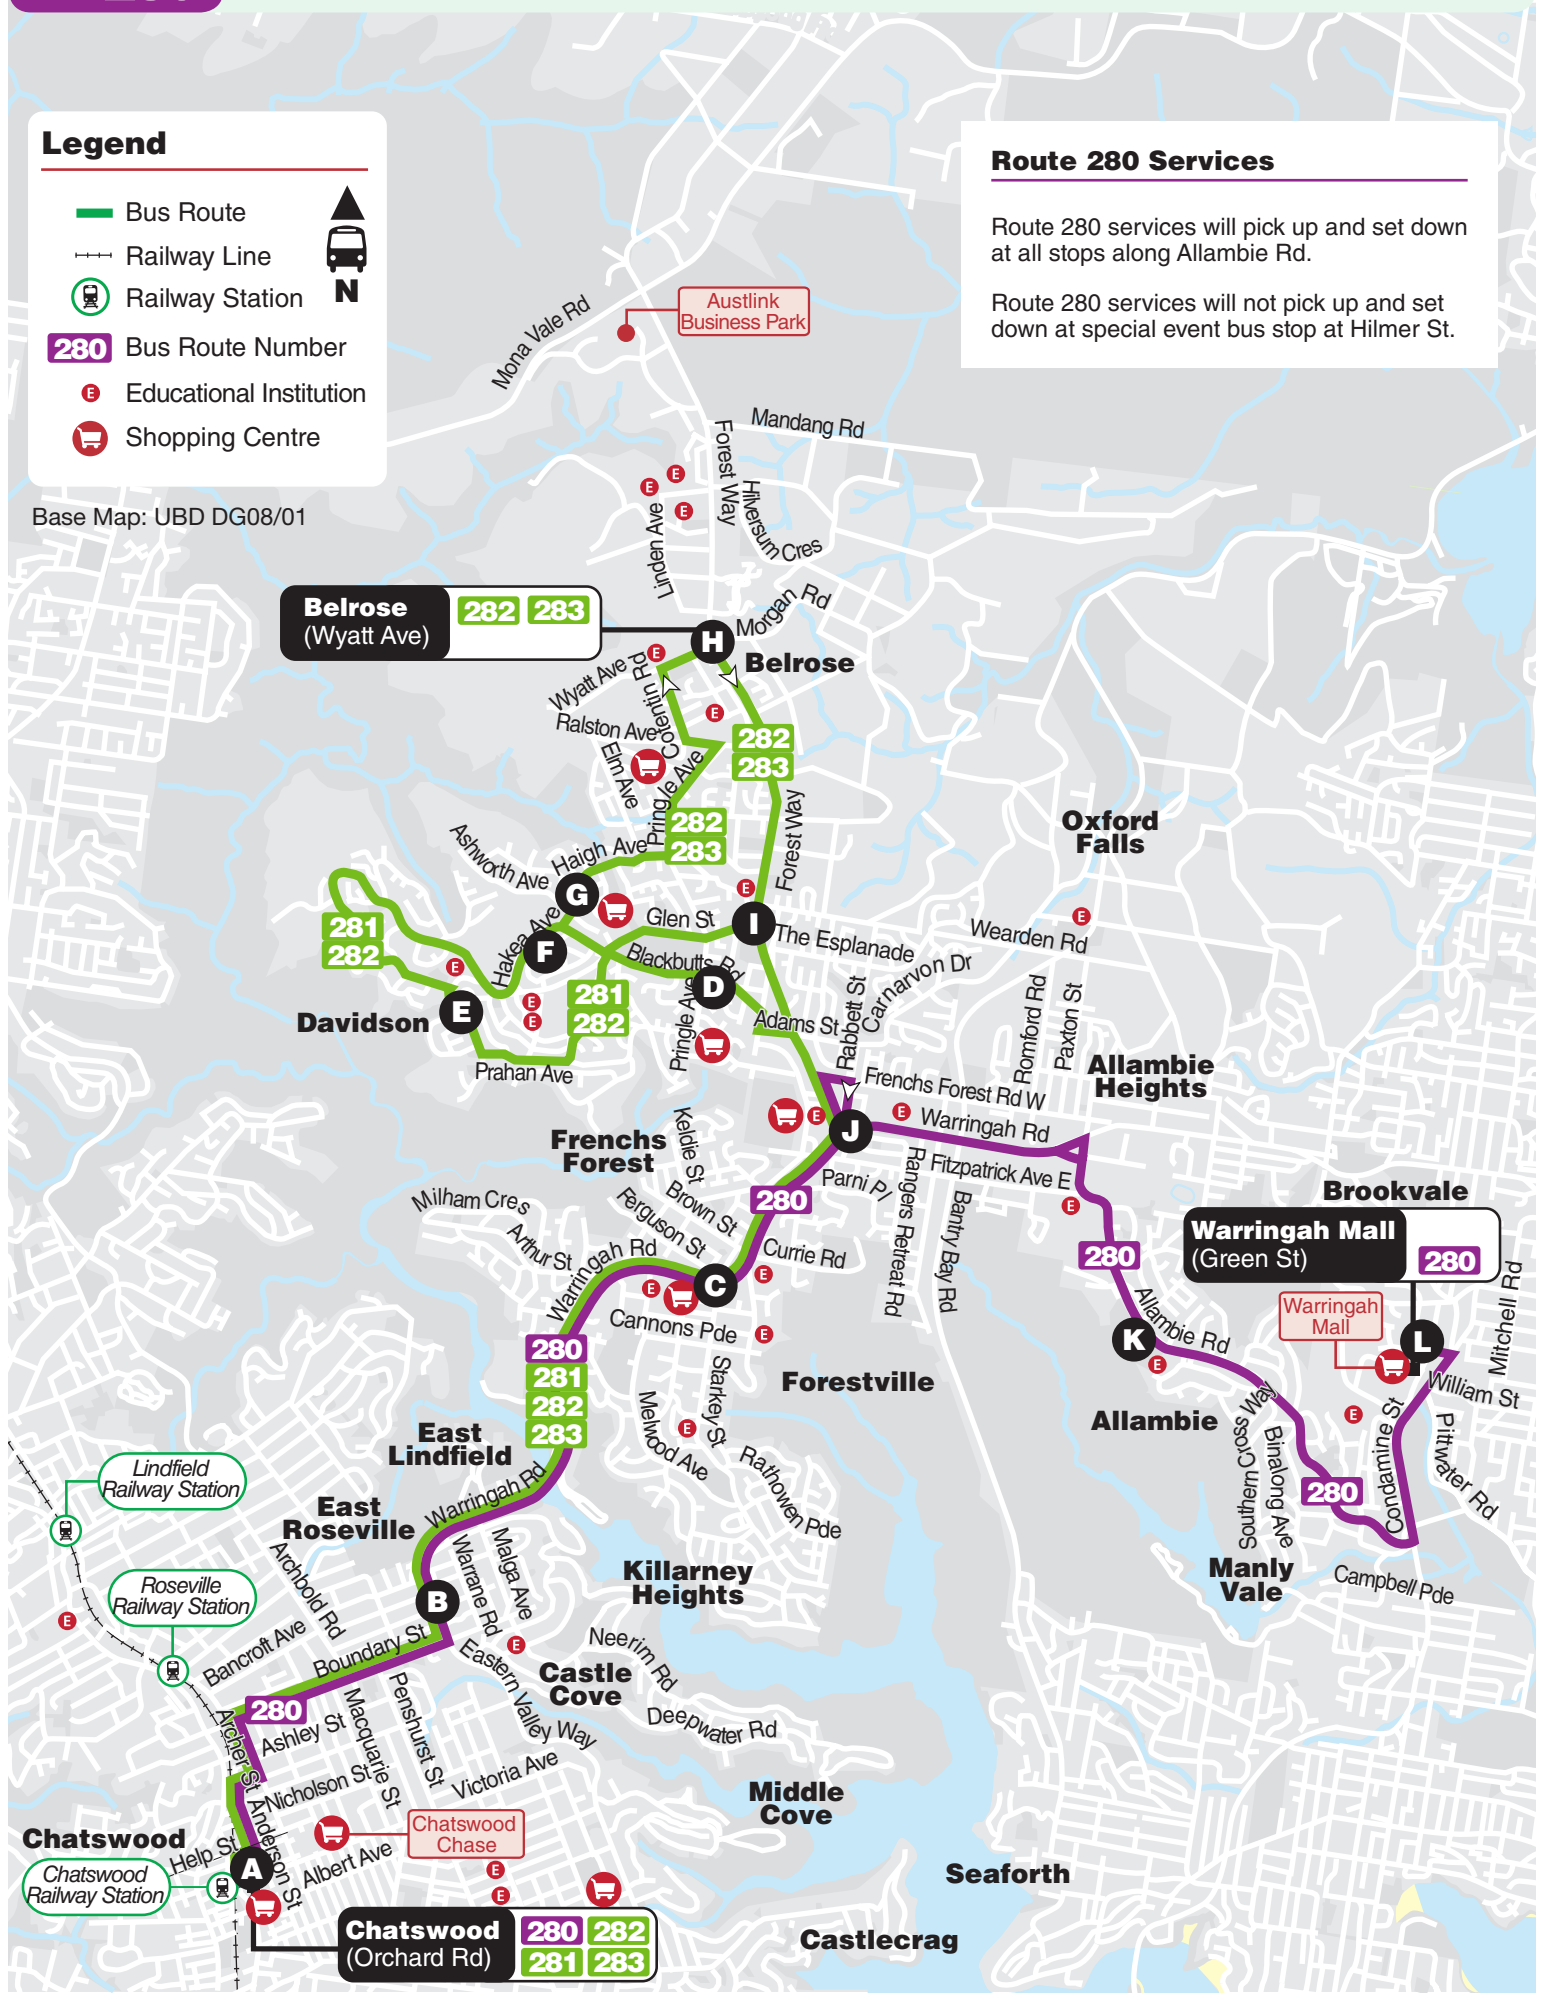 Legend
Bus Route
Railway Line
Railway Station
N
280
Bus Route Number
E
Educational Institution
Shopping Centre
Base Map: UBD DG08/01
Route 280 Services
Route 280 services will pick up and set down
at all stops along Allambie Rd.
Route 280 services will not pick up and set
down at special event bus stop at Hilmer St.
Mona Vale Rd
Austlink
Business Park
Mandang Rd
Forest Way
Hilversum Cres
Linden Ave
E
E
E
Belrose
(Wyatt Ave)
282 283
H
Morgan Rd
Belrose
E
Wyatt Ave
Cotentin Rd
Ralston Ave
E
Elm Ave
Pringle Ave
282
283
282
283
Forest Way
Oxford
Falls
Ashworth Ave
Haigh Ave
G
E
281
282
Hakea Ave
F
Glen St
I
The Esplanade
Wearden Rd
E
Blackbutts Rd
D
Carnarvon Dr
Rabbett St
E
E
E
E
281
282
Davidson
Pringle Ave
Adams St
Romford Rd
Paxton St
Prahan Ave
Allambie
Heights
Frenchs Forest Rd W
E
E
J
Warringah Rd
Keldie St
Frenchs
Forest
Parni Pl
Fitzpatrick Ave E
Rangers Retreat Rd
Bantry Bay Rd
E
Brookvale
Milham Cres
Ferguson St
Brown St
280
Arthur St
Warringah Rd
Currie Rd
280
Warringah Mall
(Green St)
280
Mitchell Rd
E
C
E
Cannons Pde
E
Allambie Rd
K
E
Warringah
Mall
L
William St
280
281
282
283
Starkey St
Forestville
Melwood Ave
E
Allambie
Southern Cross Way
Binalong Ave
E
Condamine St
Pittwater Rd
East
Lindfield
Rathowen Pde
280
Lindfield
Railway Station
East
Roseville
Warringah Rd
Manly
Vale
Campbell Pde
Archbold Rd
Warrane Rd
Malga Ave
Killarney
Heights
Roseville
Railway Station
E
B
E
Bancroft Ave
Boundary St
Neerim Rd
Castle
Cove
Eastern Valley Way
Penshurst St
Macquarie St
280
Archer St
Ashley St
Deepwater Rd
Nicholson St
Victoria Ave
Middle
Cove
Anderson St
Chatswood
Chase
Chatswood
Help St
A
Albert Ave
Chatswood
Railway Station
E
E
Seaforth
Chatswood
(Orchard Rd)
280 282
281 283
Castlecrag